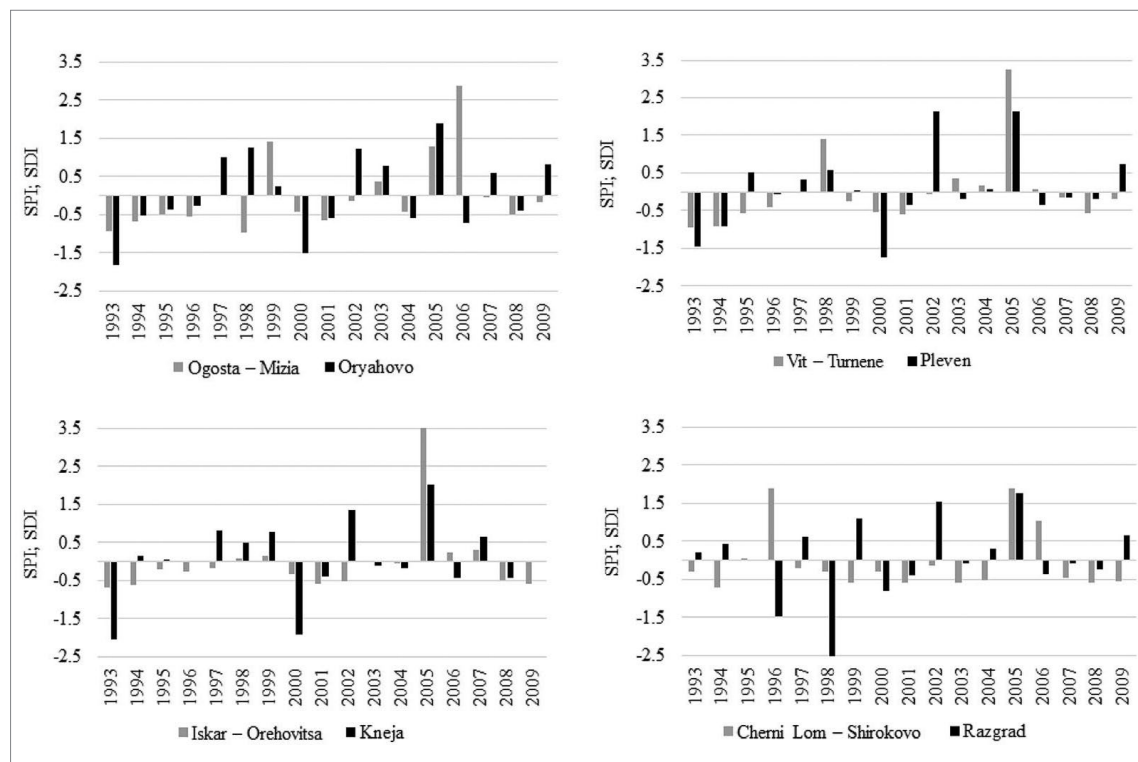 SPI; SDI
3.5
2.5
1.5
0.5
-0.5
-1.5
-2.5
1993 1994 1995 1996 1997 1998 1999 2000 2001 2002 2003 2004 2005 2006 2007 2008 2009
Ogosta – Mizia Oryahovo
SPI; SDI
3.5
2.5
1.5
0.5
-0.5
-1.5
-2.5
1993 1994 1995 1996 1997 1998 1999 2000 2001 2002 2003 2004 2005 2006 2007 2008 2009
Vit – Turnene Pleven
SPI; SDI
3.5
2.5
1.5
0.5
-0.5
-1.5
-2.5
1993 1994 1995 1996 1997 1998 1999 2000 2001 2002 2003 2004 2005 2006 2007 2008 2009
Iskar – Orehovitsa Kneja
SPI; SDI
3.5
2.5
1.5
0.5
-0.5
-1.5
-2.5
1993 1994 1995 1996 1997 1998 1999 2000 2001 2002 2003 2004 2005 2006 2007 2008 2009
Cherni Lom – Shirokovo Razgrad